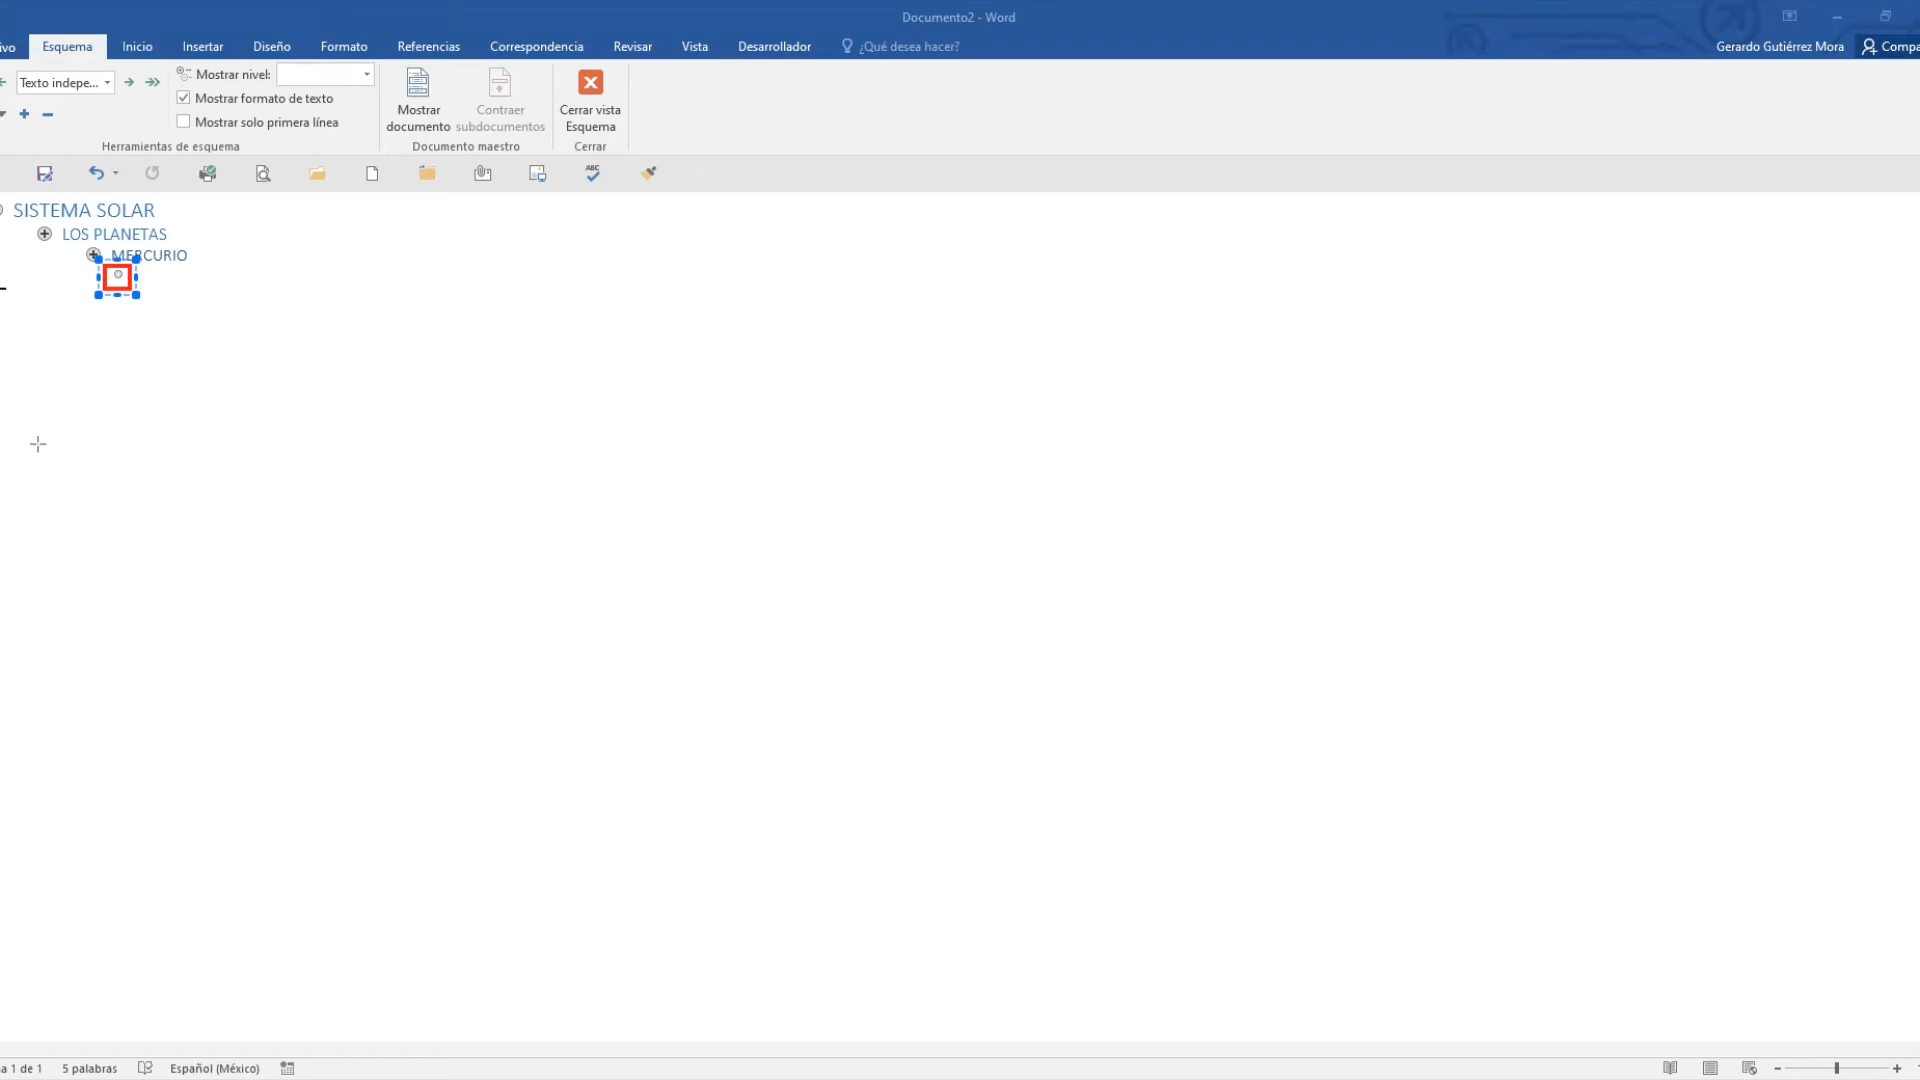 Documento2 - Word
ivo Esquema Inicio Insertar Diseño Formato Referencias Correspondencia Revisar Vista Desarrollador ¿Qué desea hacer? Gerardo Gutiérrez Mora Compa
Texto indepe... Mostrar nivel:
Mostrar formato de texto
Mostrar solo primera línea
Mostrar documento
Contraer subdocumentos
Cerrar vista Esquema
Herramientas de esquema Documento maestro Cerrar
ABC
SISTEMA SOLAR
LOS PLANETAS
MERCURIO
a 1 de 1 5 palabras Español (México)